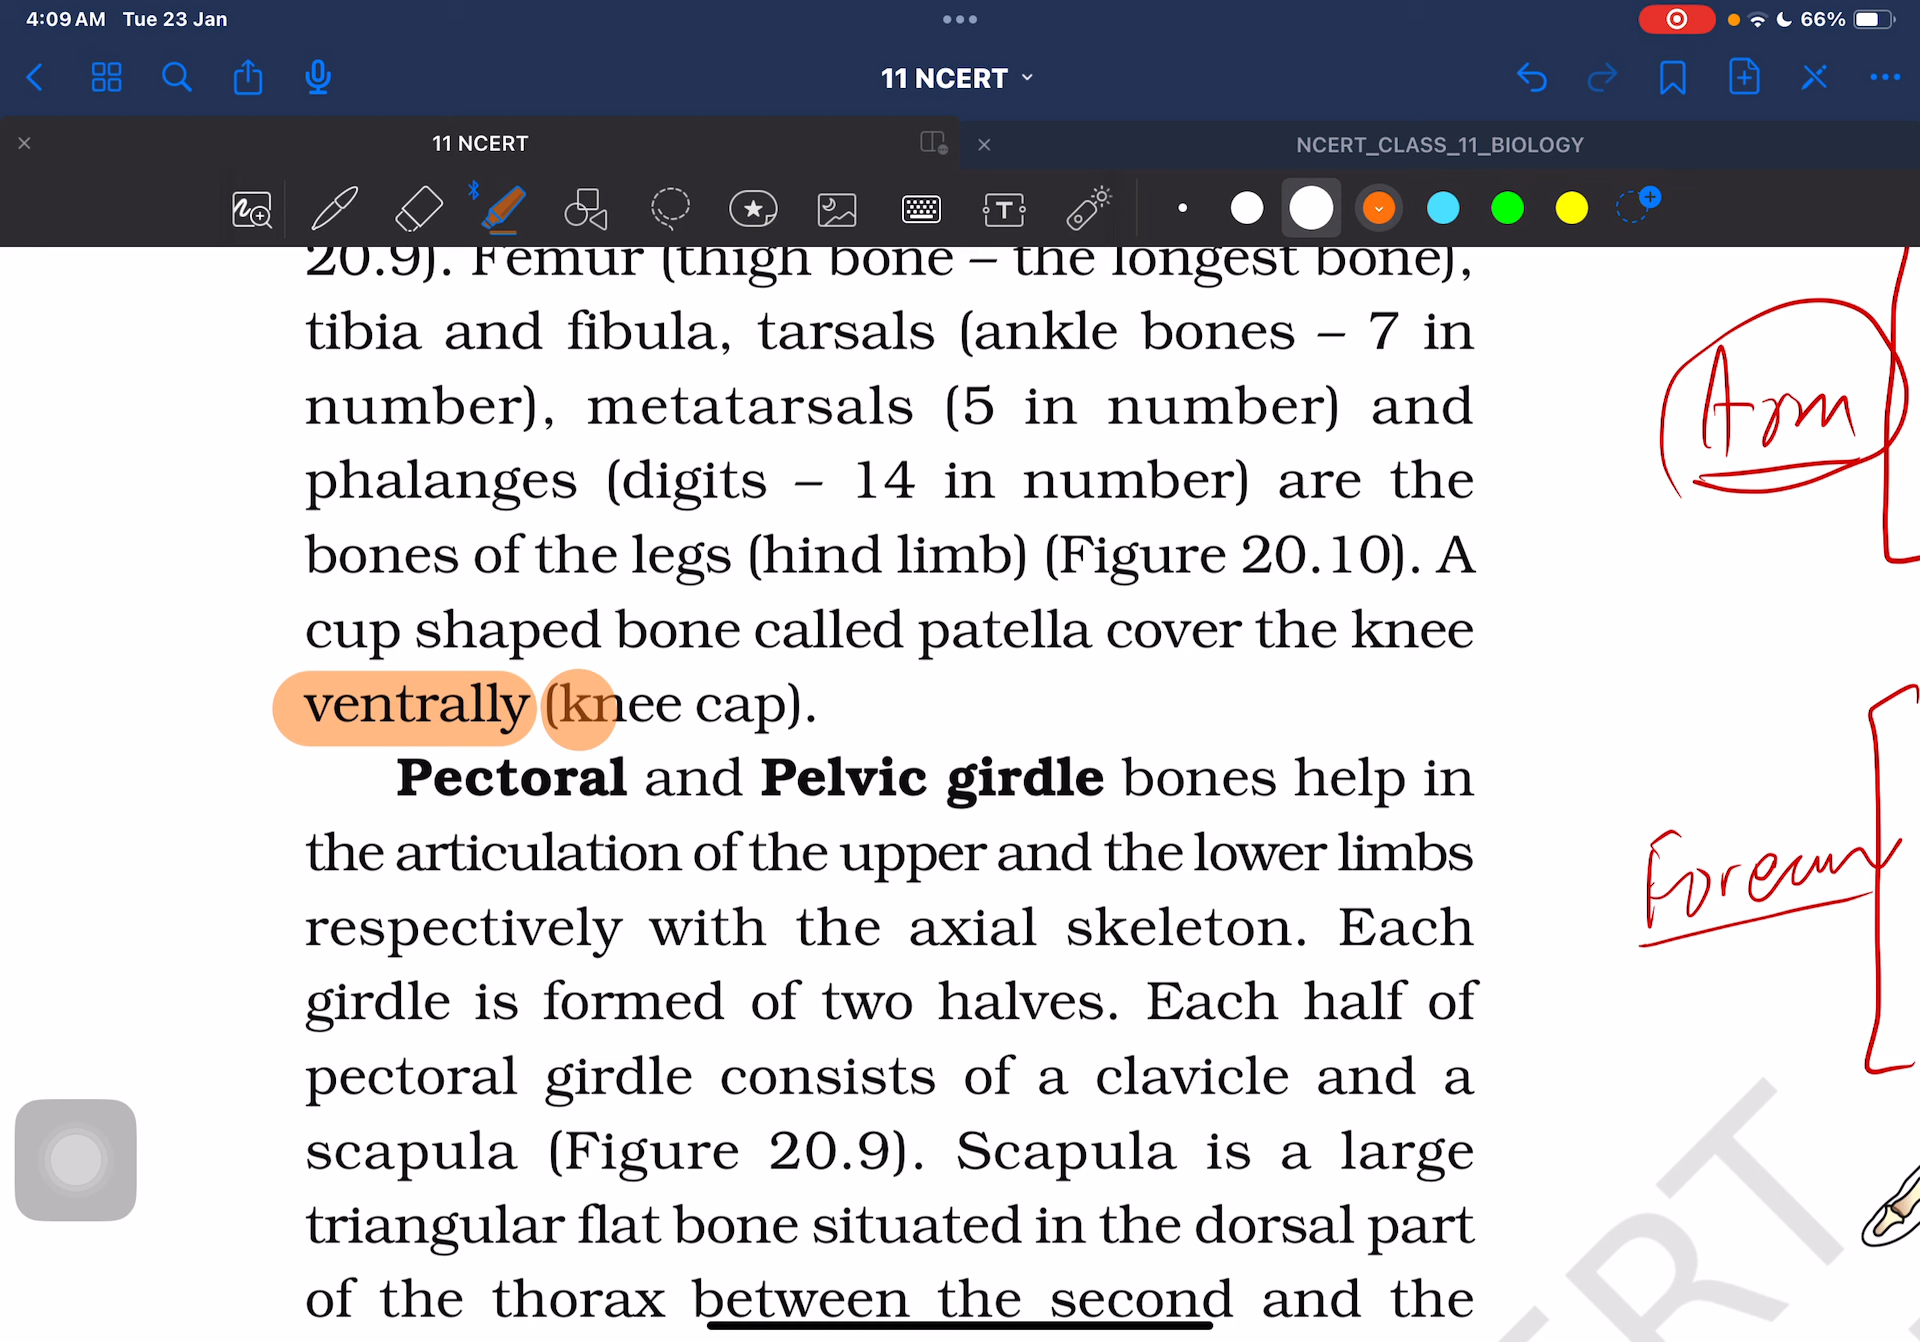 4:09 AM Tue 23 Jan
66%
11 NCERT
11 NCERT
NCERT_CLASS_11_BIOLOGY
20.9). Femur (thigh bone – the longest bone),
tibia and fibula, tarsals (ankle bones – 7 in
number), metatarsals (5 in number) and
phalanges (digits – 14 in number) are the
bones of the legs (hind limb) (Figure 20.10). A
cup shaped bone called patella cover the knee
ventrally (knee cap).
Pectoral and Pelvic girdle bones help in
the articulation of the upper and the lower limbs
respectively with the axial skeleton. Each
girdle is formed of two halves. Each half of
pectoral girdle consists of a clavicle and a
scapula (Figure 20.9). Scapula is a large
triangular flat bone situated in the dorsal part
of the thorax between the second and the
Arm
ERT